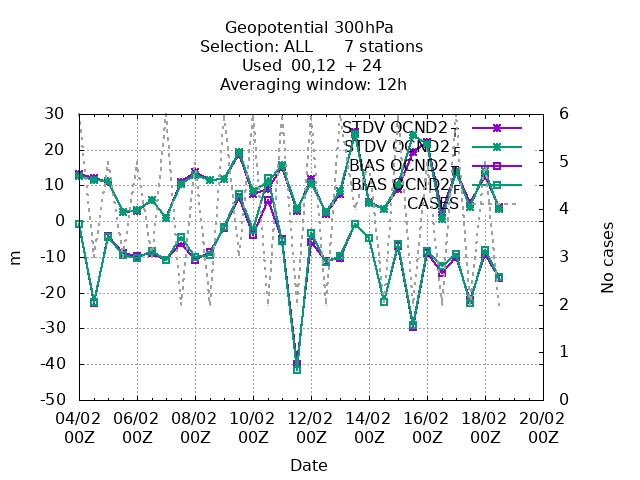 Geopotential 300hPa
Selection: ALL 7 stations
Used 00,12 + 24
Averaging window: 12h
30 20 10 0 -10 -20 -30 -40 -50
m
STDV OCND2_T
STDV OCND2_F
BIAS OCND2_T
BIAS OCND2_F
CASES
6 5 4 3 2 1 0
No cases
04/02 06/02 08/02 10/02 12/02 14/02 16/02 18/02 20/02
00Z 00Z 00Z 00Z 00Z 00Z 00Z 00Z 00Z
Date